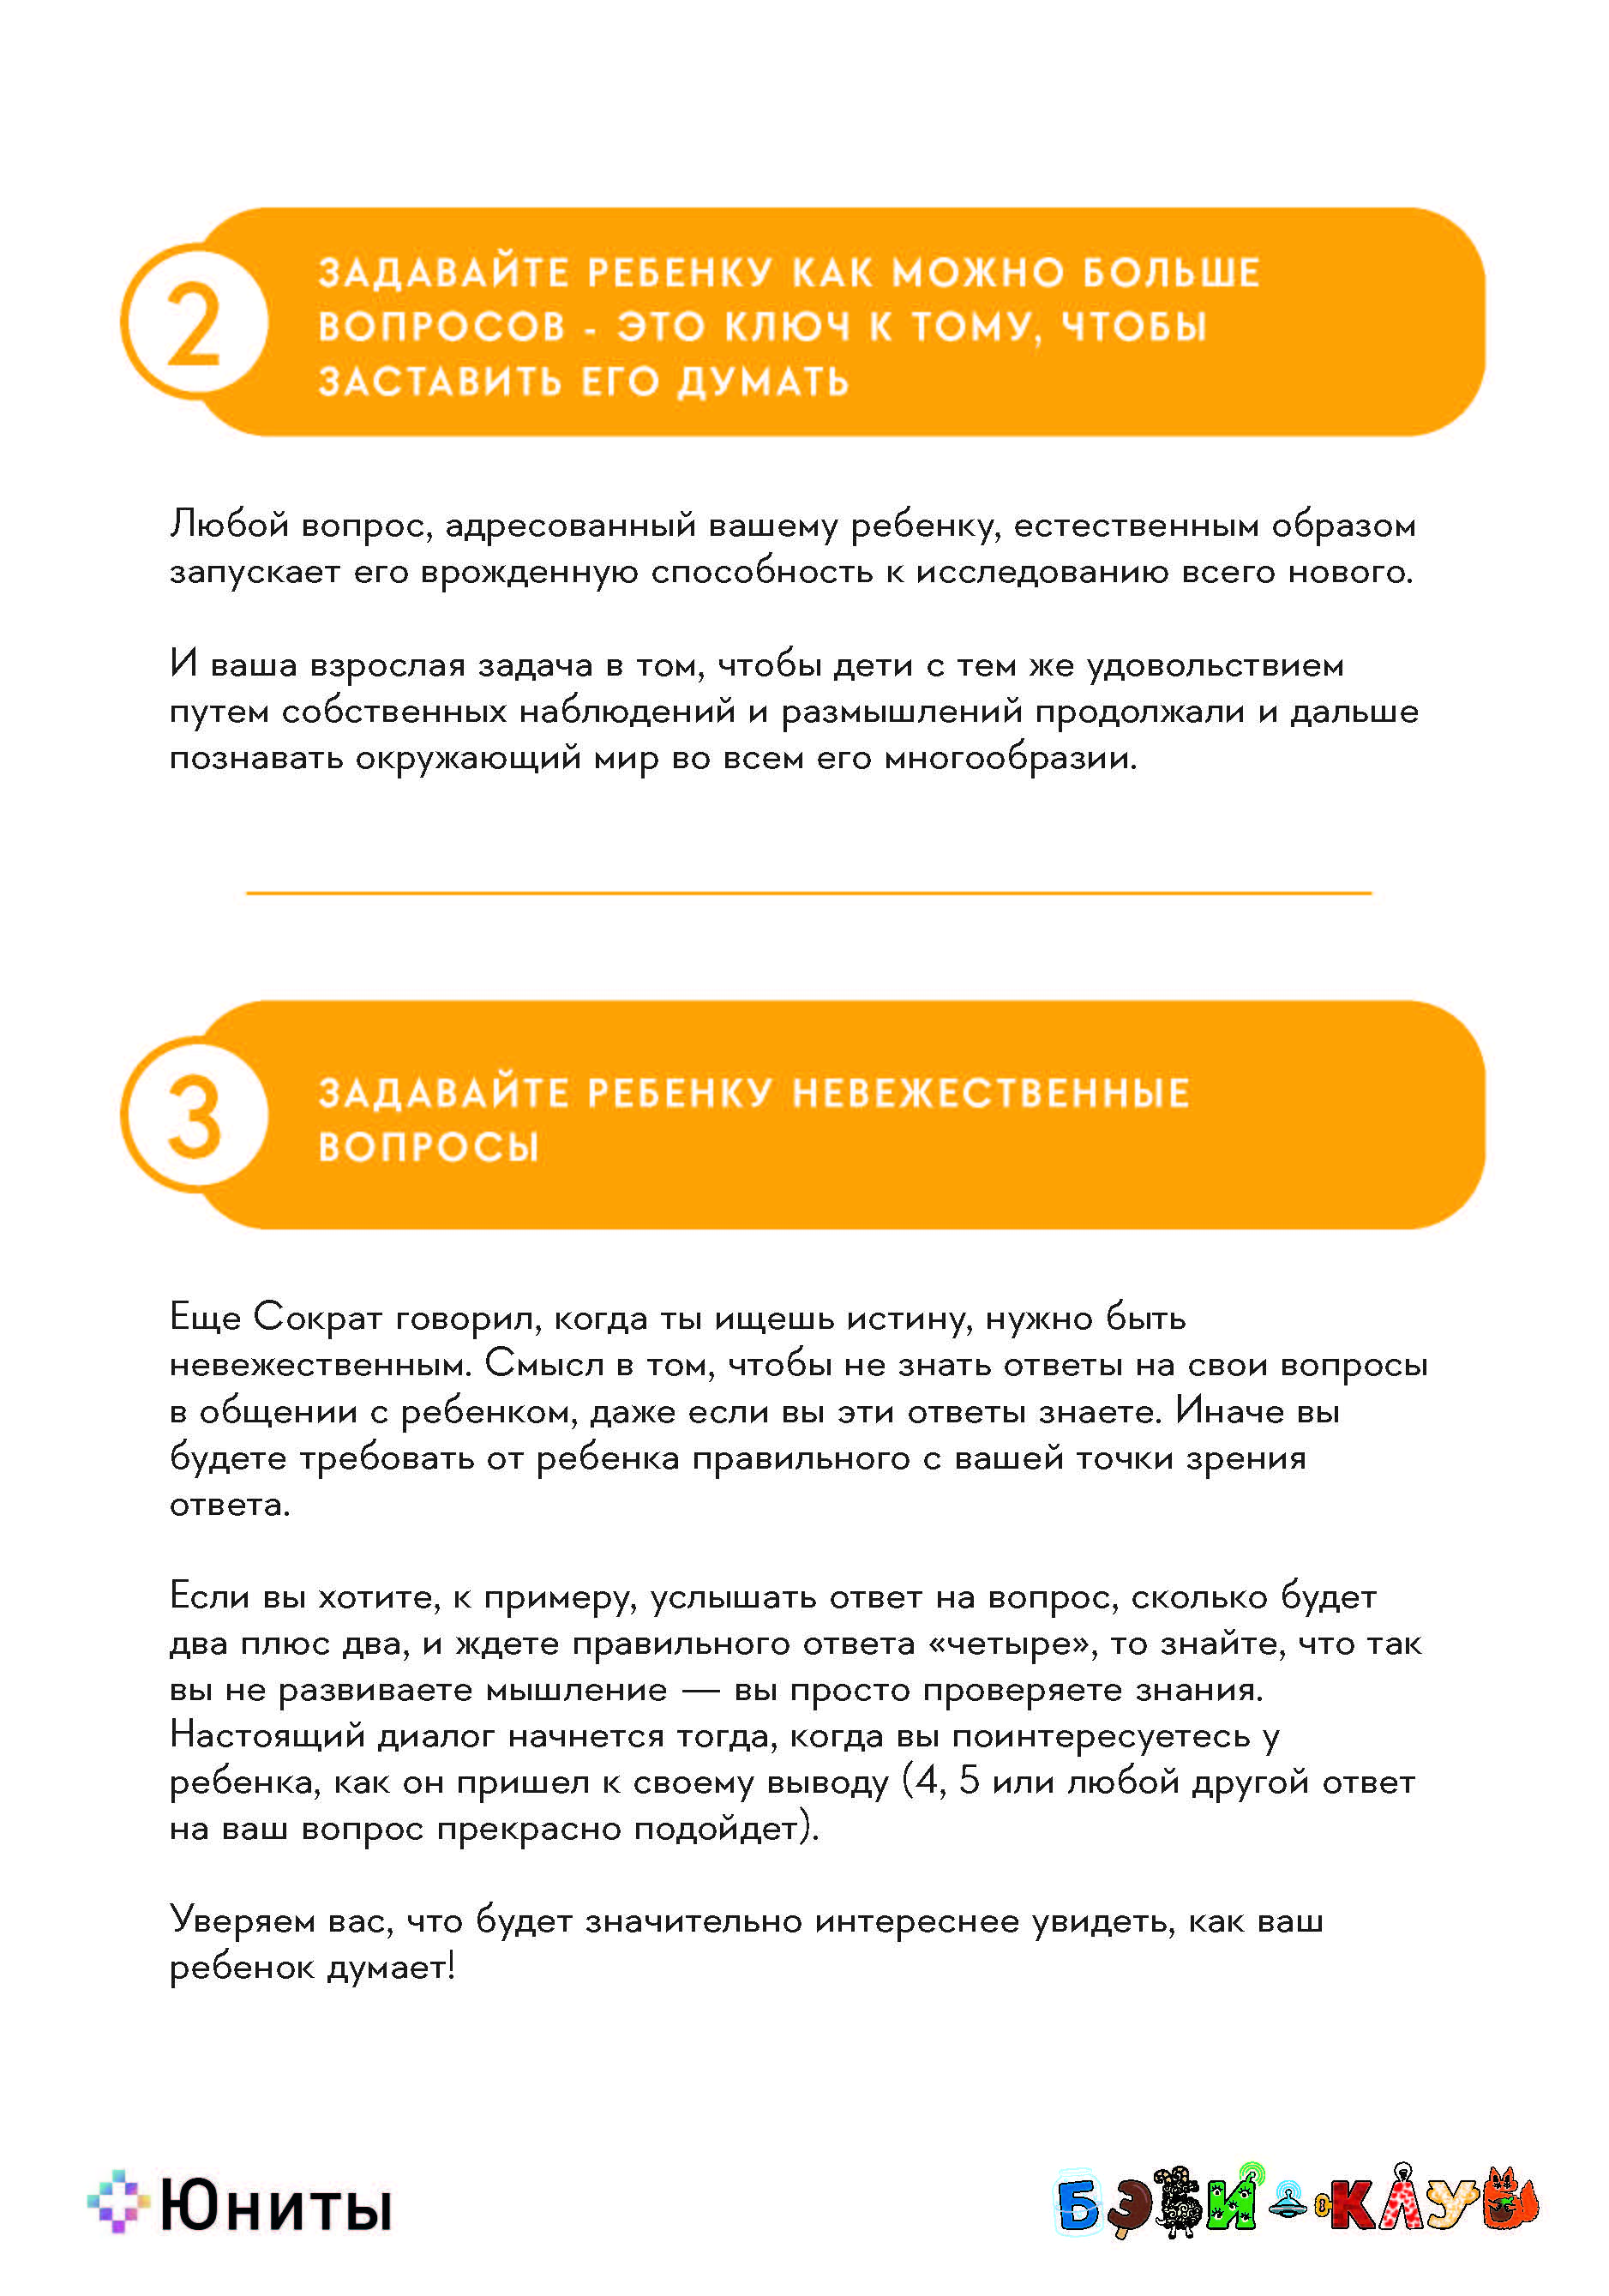 2
ЗАДАВАЙТЕ РЕБЕНКУ КАК МОЖНО БОЛЬШЕ
ВОПРОСОВ - ЭТО КЛЮЧ К ТОМУ, ЧТОБЫ
ЗАСТАВИТЬ ЕГО ДУМАТЬ
Любой вопрос, адресованный вашему ребенку, естественным образом
запускает его врожденную способность к исследованию всего нового.
И ваша взрослая задача в том, чтобы дети с тем же удовольствием
путем собственных наблюдений и размышлений продолжали и дальше
познавать окружающий мир во всем его многообразии.
3
ЗАДАВАЙТЕ РЕБЕНКУ НЕВЕЖЕСТВЕННЫЕ
ВОПРОСЫ
Еще Сократ говорил, когда ты ищешь истину, нужно быть
невежественным. Смысл в том, чтобы не знать ответы на свои вопросы
в общении с ребенком, даже если вы эти ответы знаете. Иначе вы
будете требовать от ребенка правильного с вашей точки зрения
ответа.
Если вы хотите, к примеру, услышать ответ на вопрос, сколько будет
два плюс два, и ждете правильного ответа «четыре», то знайте, что так
вы не развиваете мышление — вы просто проверяете знания.
Настоящий диалог начнется тогда, когда вы поинтересуетесь у
ребенка, как он пришел к своему выводу (4, 5 или любой другой ответ
на ваш вопрос прекрасно подойдет).
Уверяем вас, что будет значительно интереснее увидеть, как ваш
ребенок думает!
Юниты
БЭБИ-КЛУБ